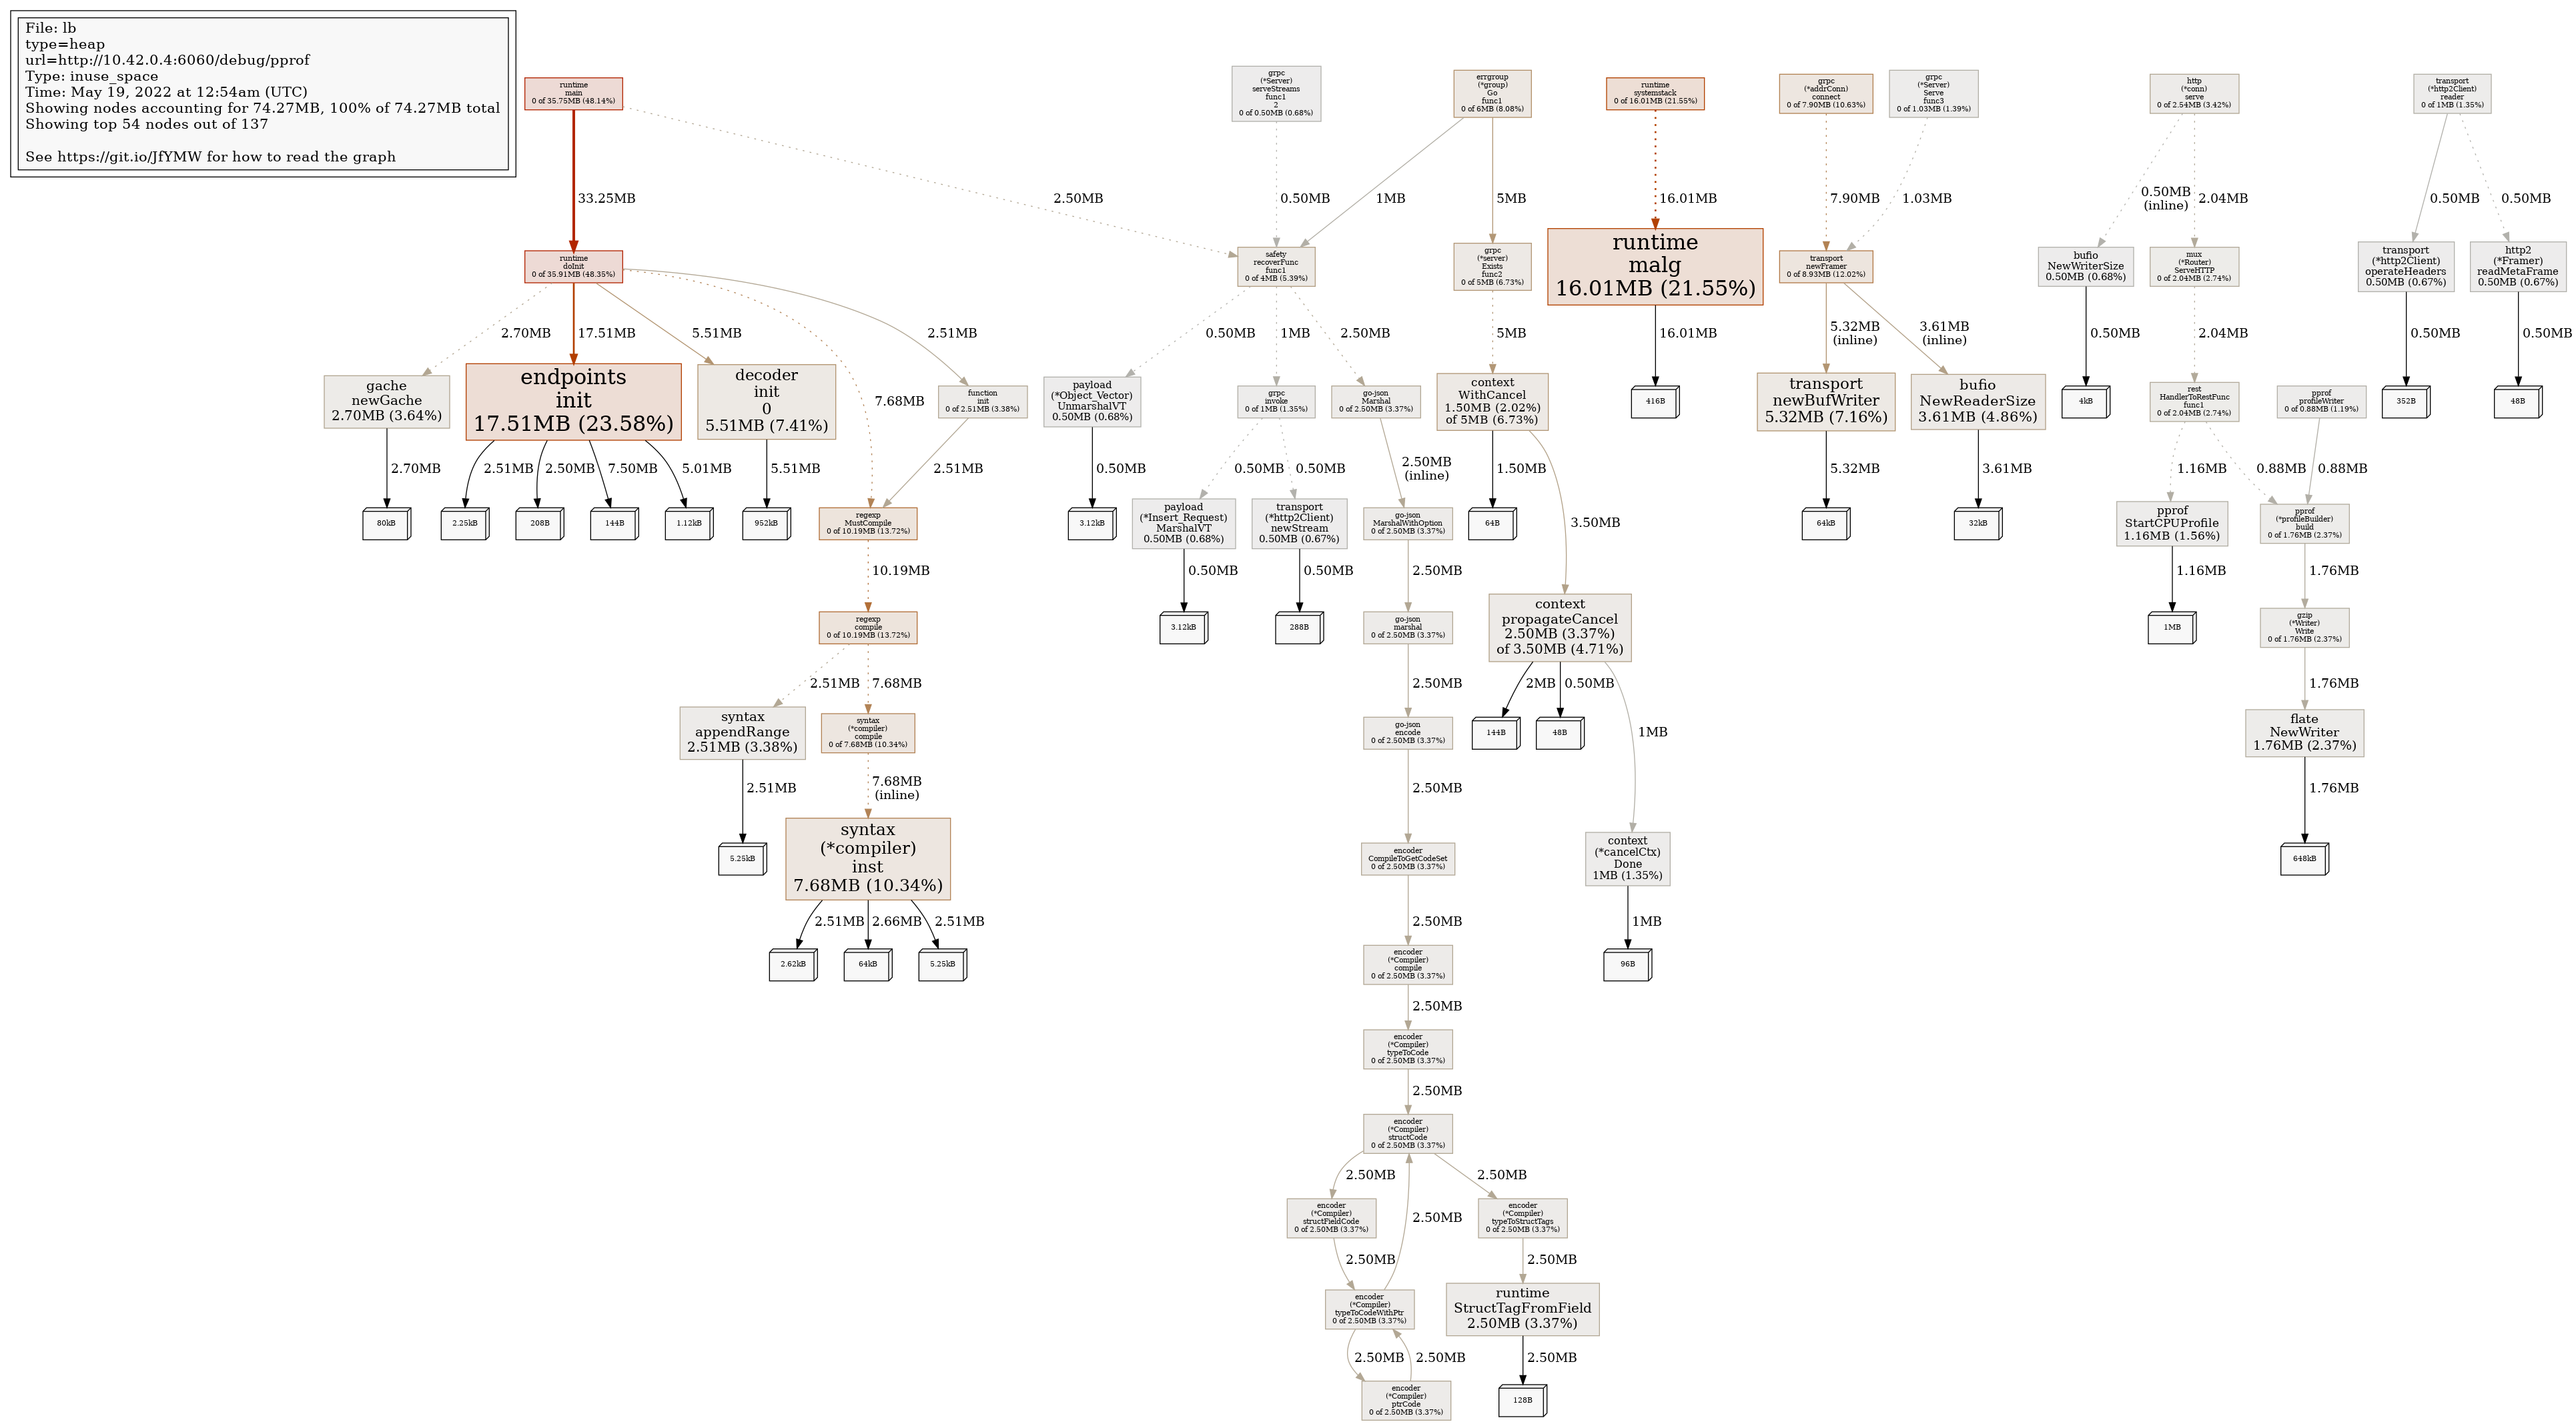 File: lb
type=heap
url=http://10.42.0.4:6060/debug/pprof
Type: inuse_space
Time: May 19, 2022 at 12:54am (UTC)
Showing nodes accounting for 74.27MB, 100% of 74.27MB total
Showing top 54 nodes out of 137
See https://git.io/JfYMW for how to read the graph
runtime
main
0 of 35.75MB (48.14%)
grpc
(*Server)
serveStreams
func1
2
0 of 0.50MB (0.68%)
errgroup
(*group)
Go
func1
0 of 6MB (8.08%)
runtime
systemstack
0 of 16.01MB (21.55%)
grpc
(*addrConn)
connect
0 of 7.90MB (10.63%)
grpc
(*Server)
Serve
func3
0 of 1.03MB (1.39%)
http
(*conn)
serve
0 of 2.54MB (3.42%)
transport
(*http2Client)
reader
0 of 1MB (1.35%)
33.25MB
2.50MB
0.50MB
1MB
5MB
16.01MB
7.90MB
1.03MB
0.50MB
(inline)
2.04MB
0.50MB
0.50MB
runtime
doInit
0 of 35.91MB (48.35%)
safety
recoverFunc
func1
0 of 4MB (5.39%)
grpc
(*server)
Exists
func2
0 of 5MB (6.73%)
runtime
malg
16.01MB (21.55%)
transport
newFramer
0 of 8.93MB (12.02%)
bufio
NewWriterSize
0.50MB (0.68%)
mux
(*Router)
ServeHTTP
0 of 2.04MB (2.74%)
transport
(*http2Client)
operateHeaders
0.50MB (0.67%)
http2
(*Framer)
readMetaFrame
0.50MB (0.67%)
2.70MB
17.51MB
5.51MB
7.68MB
2.51MB
0.50MB
1MB
2.50MB
5MB
16.01MB
5.32MB
(inline)
3.61MB
(inline)
0.50MB
2.04MB
0.50MB
0.50MB
gache
newGache
2.70MB (3.64%)
endpoints
init
17.51MB (23.58%)
decoder
init
0
5.51MB (7.41%)
function
init
0 of 2.51MB (3.38%)
payload
(*Object_Vector)
UnmarshalVT
0.50MB (0.68%)
grpc
invoke
0 of 1MB (1.35%)
go-json
Marshal
0 of 2.50MB (3.37%)
context
WithCancel
1.50MB (2.02%)
of 5MB (6.73%)
416B
transport
newBufWriter
5.32MB (7.16%)
bufio
NewReaderSize
3.61MB (4.86%)
4kB
rest
HandlerToRestFunc
func1
0 of 2.04MB (2.74%)
pprof
profileWriter
0 of 0.88MB (1.19%)
352B
48B
2.70MB
2.51MB
2.50MB
7.50MB
5.01MB
5.51MB
2.51MB
0.50MB
0.50MB
0.50MB
2.50MB
(inline)
1.50MB
3.50MB
5.32MB
3.61MB
1.16MB
0.88MB
0.88MB
80kB
2.25kB
208B
144B
1.12kB
952kB
regexp
MustCompile
0 of 10.19MB (13.72%)
3.12kB
payload
(*Insert_Request)
MarshalVT
0.50MB (0.68%)
transport
(*http2Client)
newStream
0.50MB (0.67%)
go-json
MarshalWithOption
0 of 2.50MB (3.37%)
64B
64kB
32kB
pprof
StartCPUProfile
1.16MB (1.56%)
pprof
(*profileBuilder)
build
0 of 1.76MB (2.37%)
10.19MB
0.50MB
0.50MB
2.50MB
1.16MB
1.76MB
regexp
compile
0 of 10.19MB (13.72%)
3.12kB
288B
go-json
marshal
0 of 2.50MB (3.37%)
context
propagateCancel
2.50MB (3.37%)
of 3.50MB (4.71%)
1MB
gzip
(*Writer)
Write
0 of 1.76MB (2.37%)
2.51MB
7.68MB
2.50MB
2MB
0.50MB
1MB
1.76MB
syntax
appendRange
2.51MB (3.38%)
syntax
(*compiler)
compile
0 of 7.68MB (10.34%)
go-json
encode
0 of 2.50MB (3.37%)
144B
48B
flate
NewWriter
1.76MB (2.37%)
2.51MB
7.68MB
(inline)
2.50MB
1.76MB
5.25kB
syntax
(*compiler)
inst
7.68MB (10.34%)
encoder
CompileToGetCodeSet
0 of 2.50MB (3.37%)
context
(*cancelCtx)
Done
1MB (1.35%)
648kB
2.51MB
2.66MB
2.51MB
2.50MB
1MB
2.62kB
64kB
5.25kB
encoder
(*Compiler)
compile
0 of 2.50MB (3.37%)
96B
2.50MB
encoder
(*Compiler)
typeToCode
0 of 2.50MB (3.37%)
2.50MB
encoder
(*Compiler)
structCode
0 of 2.50MB (3.37%)
2.50MB
2.50MB
encoder
(*Compiler)
structFieldCode
0 of 2.50MB (3.37%)
2.50MB
encoder
(*Compiler)
typeToStructTags
0 of 2.50MB (3.37%)
2.50MB
2.50MB
encoder
(*Compiler)
typeToCodeWithPtr
0 of 2.50MB (3.37%)
runtime
StructTagFromField
2.50MB (3.37%)
2.50MB
2.50MB
2.50MB
encoder
(*Compiler)
ptrCode
0 of 2.50MB (3.37%)
128B